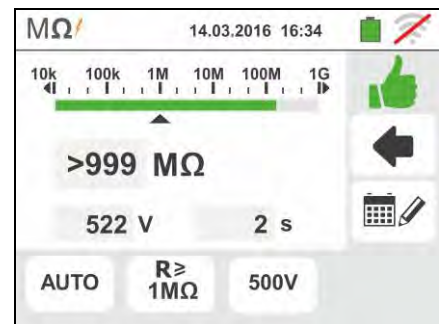 MΩ 14.03.2016 16:34
10k 100k 1M 10M 100M 1G
>999 MΩ
522 V 2 s
AUTO R≥ 1MΩ 500V